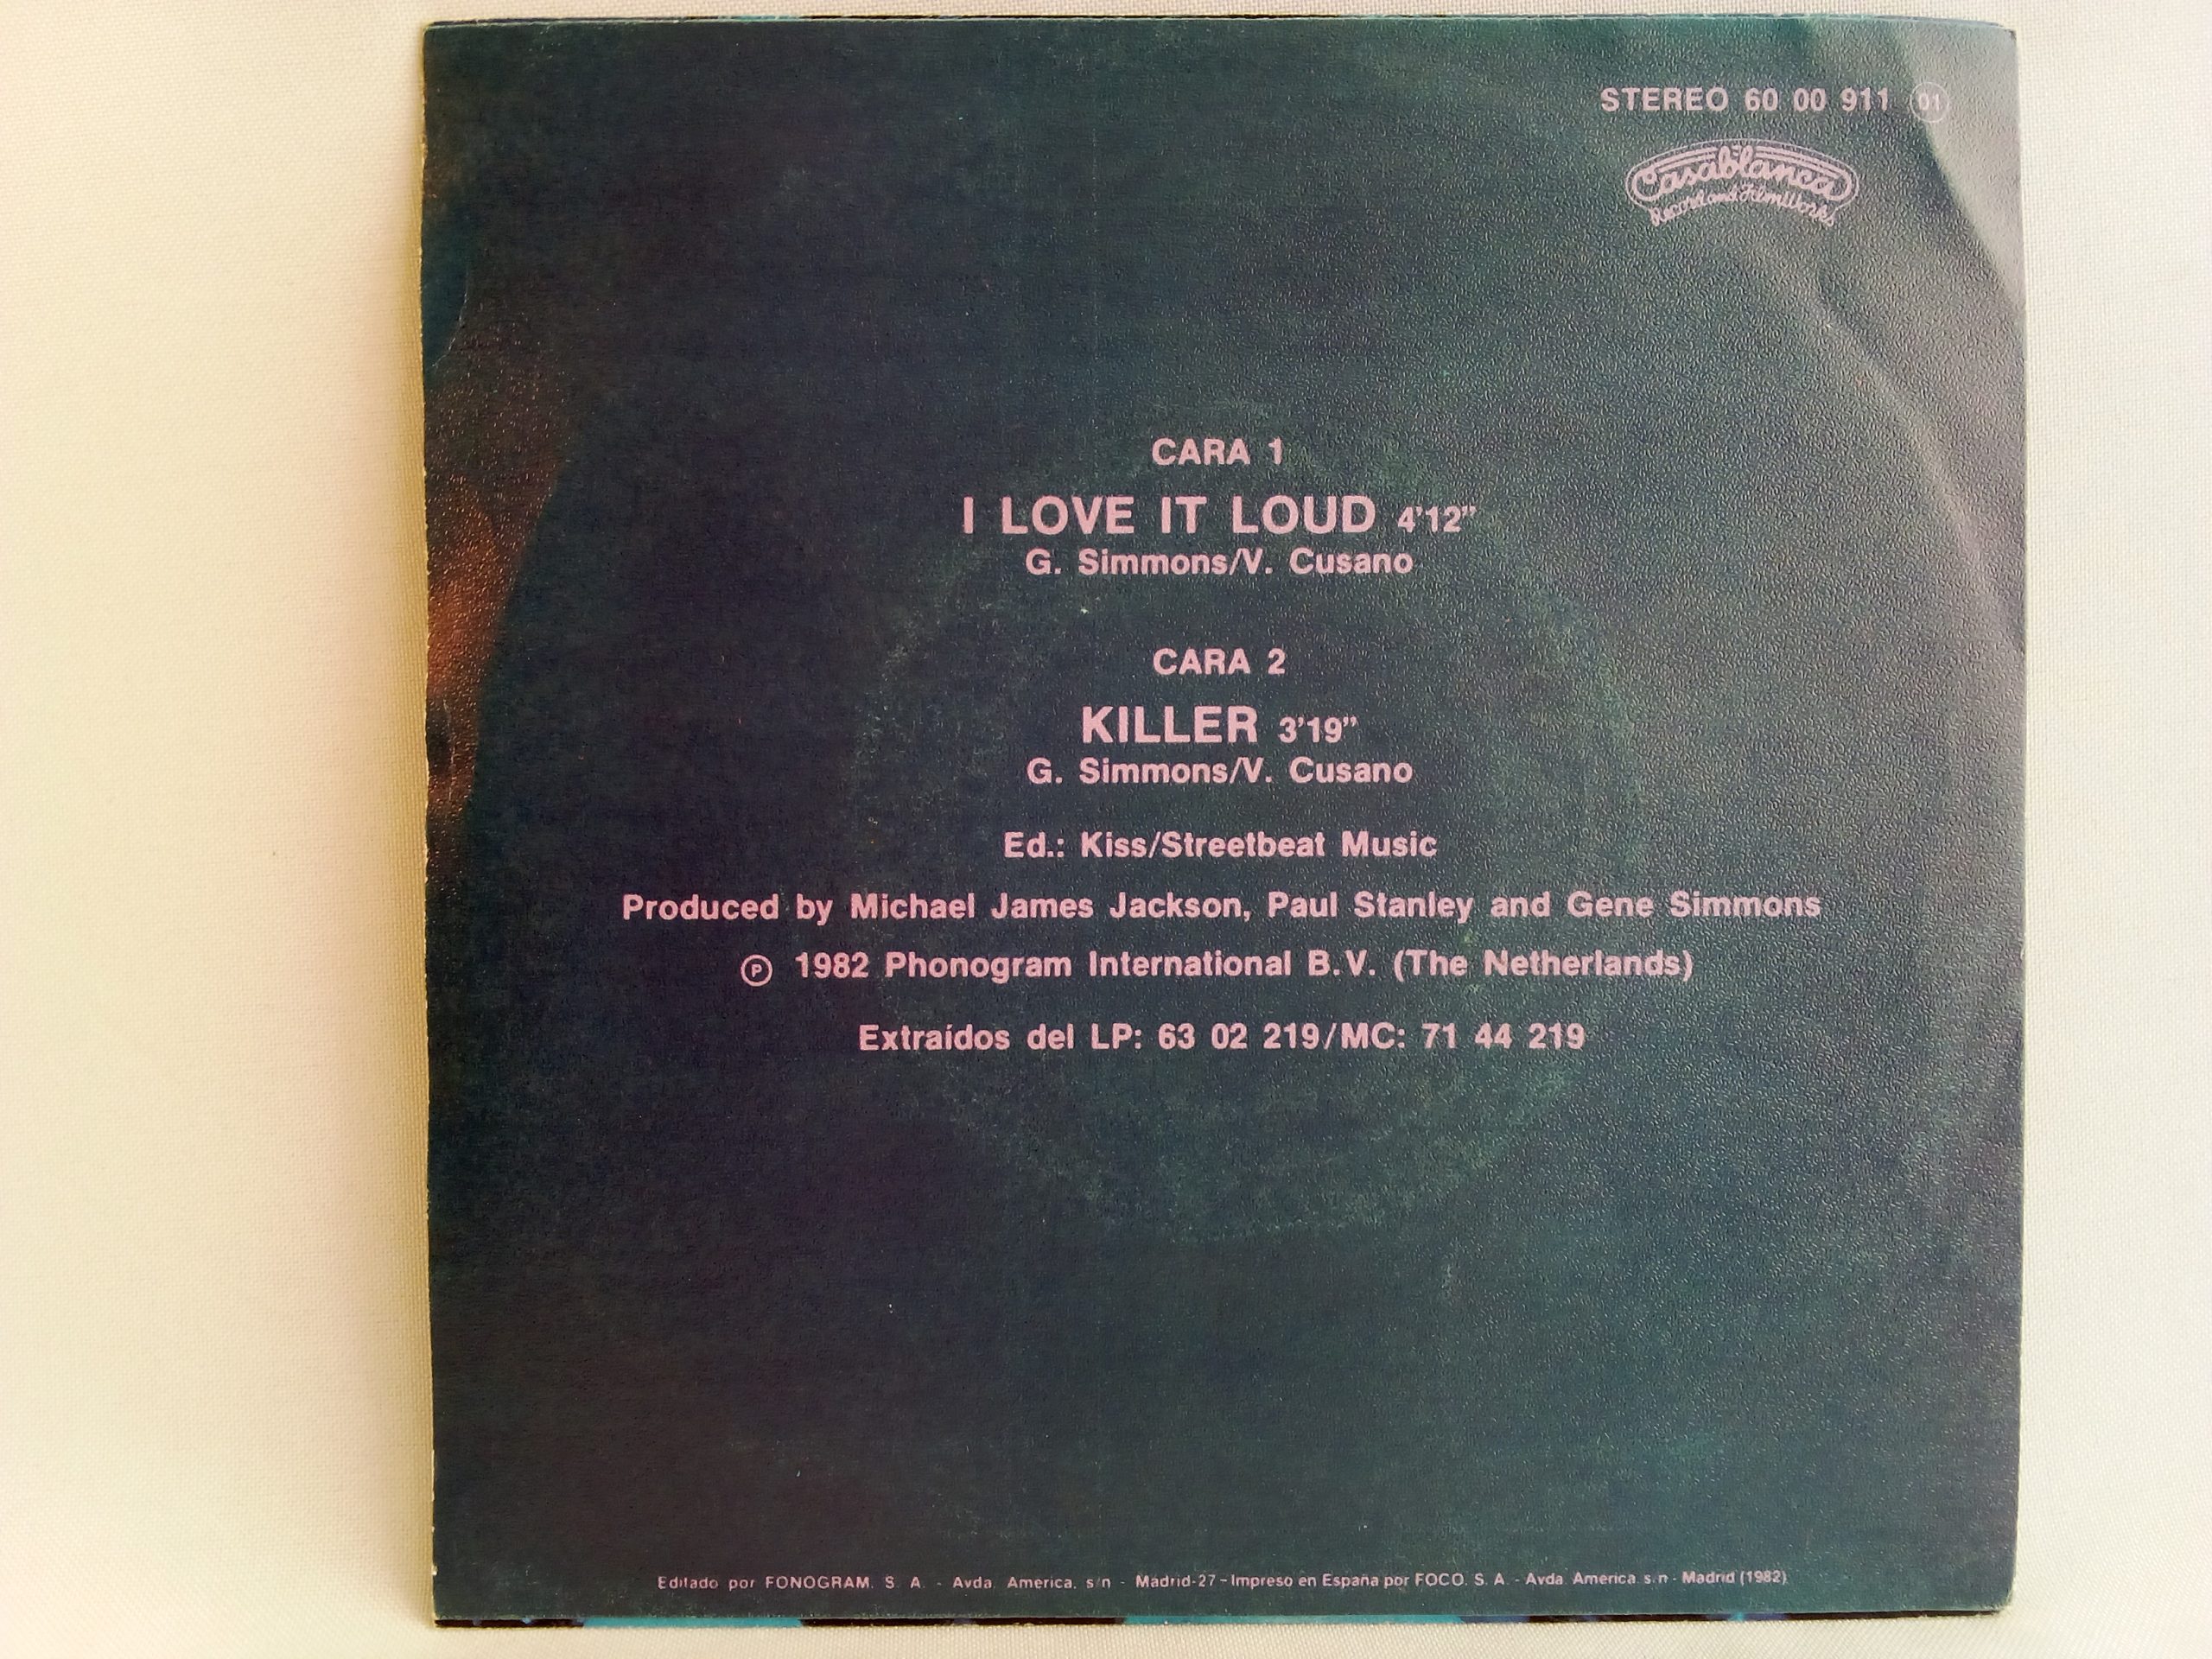 STEREO 60 00 911 01
Casablanca
Record and FilmWorks
CARA 1
I LOVE IT LOUD 4'12"
G. Simmons/V. Cusano
CARA 2
KILLER 3'19"
G. Simmons/V. Cusano
Ed.: Kiss/Streetbeat Music
Produced by Michael James Jackson, Paul Stanley and Gene Simmons
Ⓟ 1982 Phonogram International B.V. (The Netherlands)
Extraídos del LP: 63 02 219/MC: 71 44 219
Editado por FONOGRAM, S. A. - Avda. America, s/n - Madrid-27 – Impreso en España por FOCO, S. A. - Avda. America, s/n - Madrid (1982)